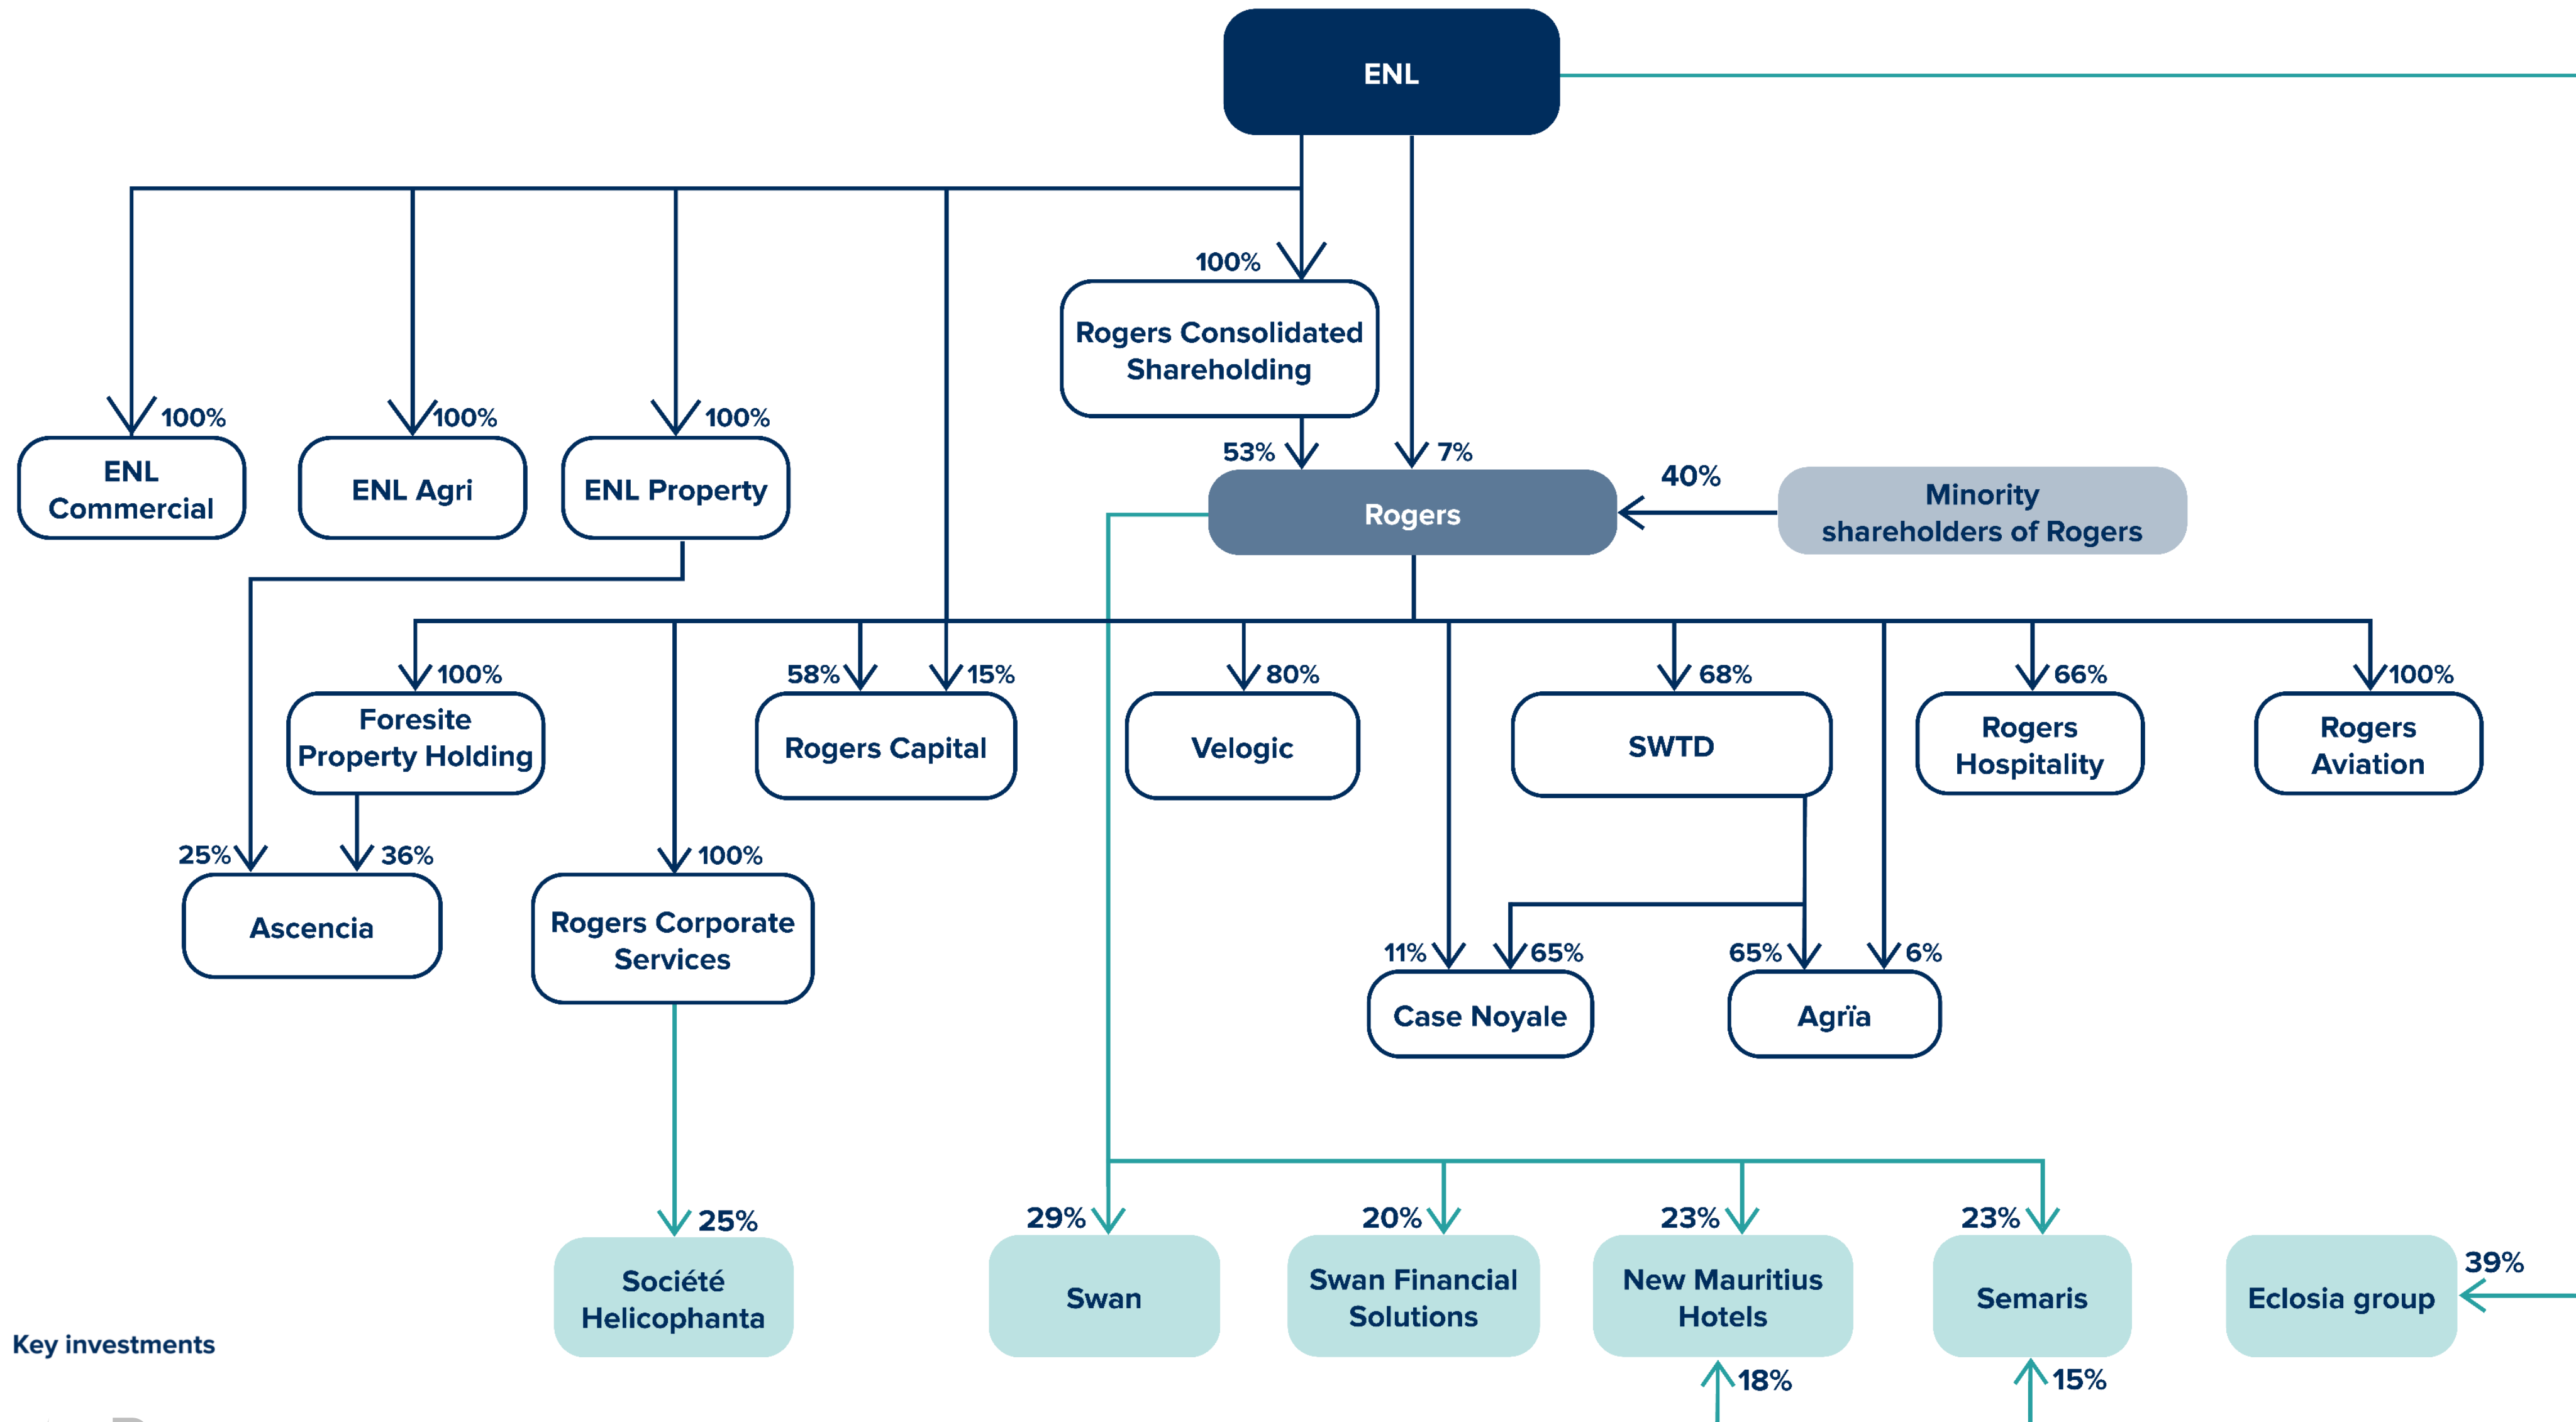 ENL
100%
Rogers Consolidated
Shareholding
100%
100%
100%
53%
7%
ENL
Commercial
ENL Agri
ENL Property
Rogers
40%
Minority
shareholders of Rogers
100%
58%
15%
80%
68%
66%
100%
Foresite
Property Holding
Rogers Capital
Velogic
SWTD
Rogers
Hospitality
Rogers
Aviation
25%
36%
100%
Ascencia
Rogers Corporate
Services
11%
65%
65%
6%
Case Noyale
Agrïa
25%
29%
20%
23%
23%
39%
Société
Helicophanta
Swan
Swan Financial
Solutions
New Mauritius
Hotels
Semaris
Eclosia group
Key investments
18%
15%